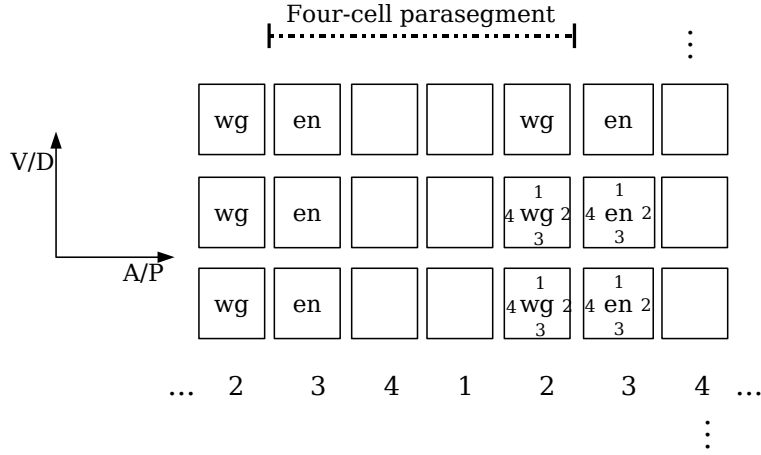 Four-cell parasegment
⋮
wg en wg en
V/D
1 1
wg en 4 wg 2 4 en 2
3 3
A/P
1 1
wg en 4 wg 2 4 en 2
3 3
... 2 3 4 1 2 3 4 ...
⋮